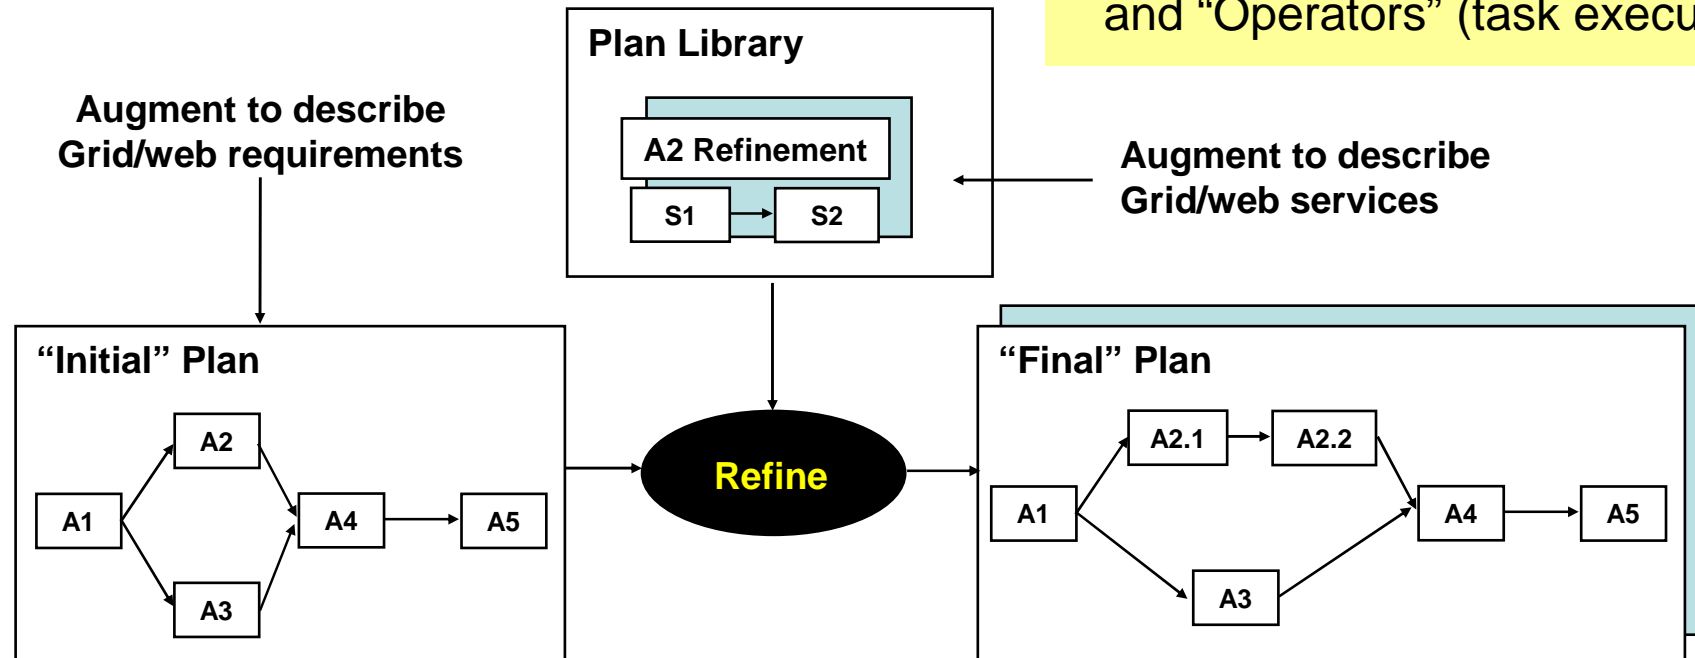 and “Operators” (task execu
Plan Library
Augment to describe
Grid/web requirements
A2 Refinement
S1
S2
Augment to describe
Grid/web services
“Initial” Plan
A2
A1
A4
A5
A3
Refine
“Final” Plan
A2.1
A2.2
A1
A4
A5
A3